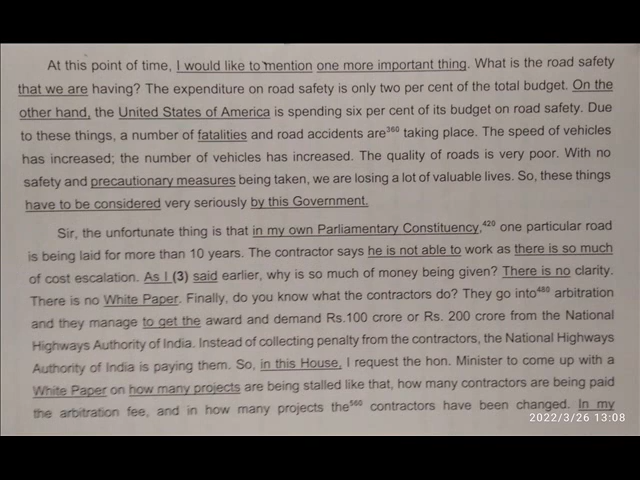 At this point of time, I would like to mention one more important thing. What is the road safety
that we are having? The expenditure on road safety is only two per cent of the total budget. On the
other hand, the United States of America is spending six per cent of its budget on road safety. Due
to these things, a number of fatalities and road accidents are360 taking place. The speed of vehicles
has increased; the number of vehicles has increased. The quality of roads is very poor. With no
safety and precautionary measures being taken, we are losing a lot of valuable lives. So, these things
have to be considered very seriously by this Government.
Sir, the unfortunate thing is that in my own Parliamentary Constituency,420 one particular road
is being laid for more than 10 years. The contractor says he is not able to work as there is so much
of cost escalation. As I (3) said earlier, why is so much of money being given? There is no clarity.
There is no White Paper. Finally, do you know what the contractors do? They go into480 arbitration
and they manage to get the award and demand Rs.100 crore or Rs. 200 crore from the National
Highways Authority of India. Instead of collecting penalty from the contractors, the National Highways
Authority of India is paying them. So, in this House, I request the hon. Minister to come up with a
White Paper on how many projects are being stalled like that, how many contractors are being paid
the arbitration fee, and in how many projects the560 contractors have been changed. In my
2022/3/26 13:08